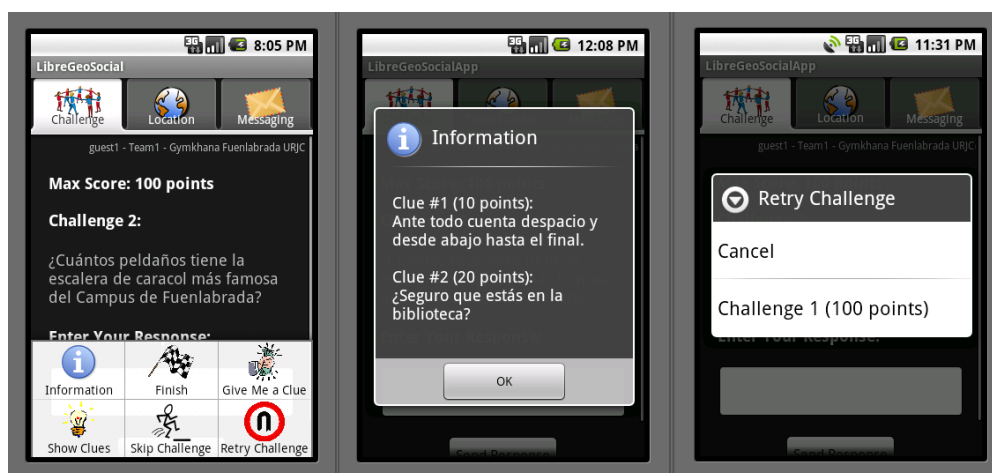 3G 8:05 PM
LibreGeoSocial
Challenge Location Messaging
guest1 - Team1 - Gymkhana Fuenlabrada URJC
Max Score: 100 points
Challenge 2:
¿Cuántos peldaños tiene la
escalera de caracol más famosa
del Campus de Fuenlabrada?
Enter Your Response:
Information Finish Give Me a Clue
Show Clues Skip Challenge Retry Challenge
3G 12:08 PM
LibreGeoSocialApp
Information
Clue #1 (10 points):
Ante todo cuenta despacio y
desde abajo hasta el final.
Clue #2 (20 points):
¿Seguro que estás en la
biblioteca?
OK
Send Response
3G 11:31 PM
LibreGeoSocialApp
Challenge Location Messaging
guest1 - Team1 - Gymkhana Fuenlabrada URJC
Retry Challenge
Cancel
Challenge 1 (100 points)
Enter Your Response:
Send Response